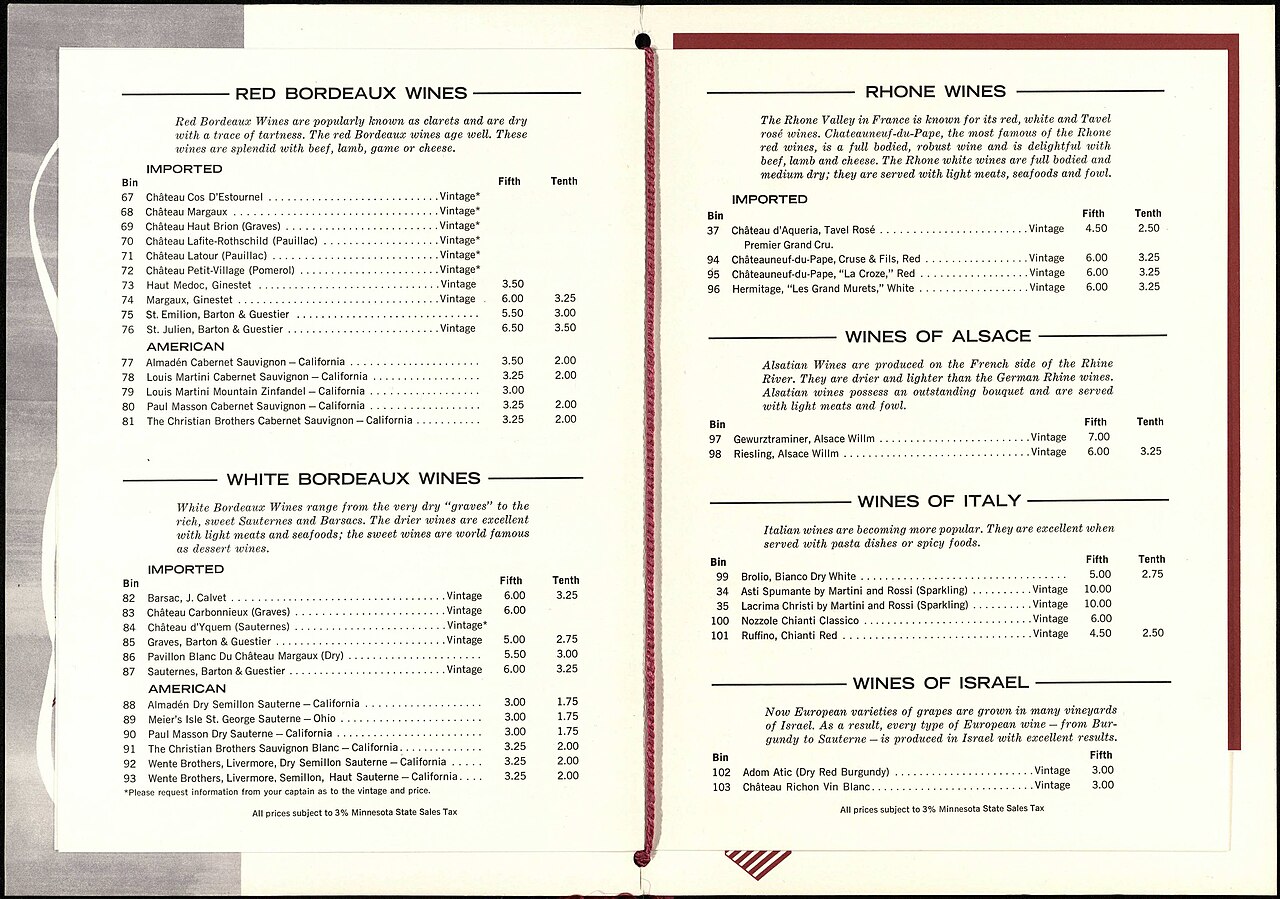 RED BORDEAUX WINES
Red Bordeaux Wines are popularly known as clarets and are dry
with a trace of tartness. The red Bordeaux wines age well. These
wines are splendid with beef, lamb, game or cheese.
IMPORTED
Bin Fifth Tenth
67 Château Cos D'Estournel ........................ Vintage*
68 Château Margaux ........................ Vintage*
69 Château Haut Brion (Graves) ........................ Vintage*
70 Château Lafite-Rothschild (Pauillac) ........................ Vintage*
71 Château Latour (Pauillac) ........................ Vintage*
72 Château Petit-Village (Pomerol) ........................ Vintage*
73 Haut Medoc, Ginestet ........................ Vintage 3.50
74 Margaux, Ginestet ........................ Vintage 6.00 3.25
75 St. Emilion, Barton & Guestier ........................ 5.50 3.00
76 St. Julien, Barton & Guestier ........................ Vintage 6.50 3.50
AMERICAN
77 Almadén Cabernet Sauvignon – California ................ 3.50 2.00
78 Louis Martini Cabernet Sauvignon – California ................ 3.25 2.00
79 Louis Martini Mountain Zinfandel – California ................ 3.00
80 Paul Masson Cabernet Sauvignon – California ................ 3.25 2.00
81 The Christian Brothers Cabernet Sauvignon – California ........... 3.25 2.00
WHITE BORDEAUX WINES
White Bordeaux Wines range from the very dry "graves" to the
rich, sweet Sauternes and Barsacs. The drier wines are excellent
with light meats and seafoods; the sweet wines are world famous
as dessert wines.
IMPORTED
Bin Fifth Tenth
82 Barsac, J. Calvet ........................ Vintage 6.00 3.25
83 Château Carbonnieux (Graves) ........................ Vintage 6.00
84 Château d'Yquem (Sauternes) ........................ Vintage*
85 Graves, Barton & Guestier ........................ Vintage 5.00 2.75
86 Pavillon Blanc Du Château Margaux (Dry) .................... 5.50 3.00
87 Sauternes, Barton & Guestier ........................ Vintage 6.00 3.25
AMERICAN
88 Almadén Dry Semillon Sauterne – California ................ 3.00 1.75
89 Meier's Isle St. George Sauterne – Ohio .................... 3.00 1.75
90 Paul Masson Dry Sauterne – California .................... 3.00 1.75
91 The Christian Brothers Sauvignon Blanc – California............. 3.25 2.00
92 Wente Brothers, Livermore, Dry Semillon Sauterne – California ..... 3.25 2.00
93 Wente Brothers, Livermore, Semillon, Haut Sauterne – California.... 3.25 2.00
*Please request information from your captain as to the vintage and price.
All prices subject to 3% Minnesota State Sales Tax
RHONE WINES
The Rhone Valley in France is known for its red, white and Tavel
rosé wines. Chateauneuf-du-Pape, the most famous of the Rhone
red wines, is a full bodied, robust wine and is delightful with
beef, lamb and cheese. The Rhone white wines are full bodied and
medium dry; they are served with light meats, seafoods and fowl.
IMPORTED
Bin Fifth Tenth
37 Château d'Aqueria, Tavel Rosé ........................ Vintage 4.50 2.50
Premier Grand Cru.
94 Châteauneuf-du-Pape, Cruse & Fils, Red .................... Vintage 6.00 3.25
95 Châteauneuf-du-Pape, "La Croze," Red .................... Vintage 6.00 3.25
96 Hermitage, "Les Grand Murets," White .................... Vintage 6.00 3.25
WINES OF ALSACE
Alsatian Wines are produced on the French side of the Rhine
River. They are drier and lighter than the German Rhine wines.
Alsatian wines possess an outstanding bouquet and are served
with light meats and fowl.
Bin Fifth Tenth
97 Gewurztraminer, Alsace Willm ........................ Vintage 7.00
98 Riesling, Alsace Willm ........................ Vintage 6.00 3.25
WINES OF ITALY
Italian wines are becoming more popular. They are excellent when
served with pasta dishes or spicy foods.
Bin Fifth Tenth
99 Brolio, Bianco Dry White ........................ 5.00 2.75
34 Asti Spumante by Martini and Rossi (Sparkling) .......... Vintage 10.00
35 Lacrima Christi by Martini and Rossi (Sparkling) .......... Vintage 10.00
100 Nozzole Chianti Classico ........................ Vintage 6.00
101 Ruffino, Chianti Red ........................ Vintage 4.50 2.50
WINES OF ISRAEL
Now European varieties of grapes are grown in many vineyards
of Israel. As a result, every type of European wine – from Bur-
gundy to Sauterne – is produced in Israel with excellent results.
Bin Fifth
102 Adom Atic (Dry Red Burgundy) ........................ Vintage 3.00
103 Château Richon Vin Blanc........................ Vintage 3.00
All prices subject to 3% Minnesota State Sales Tax